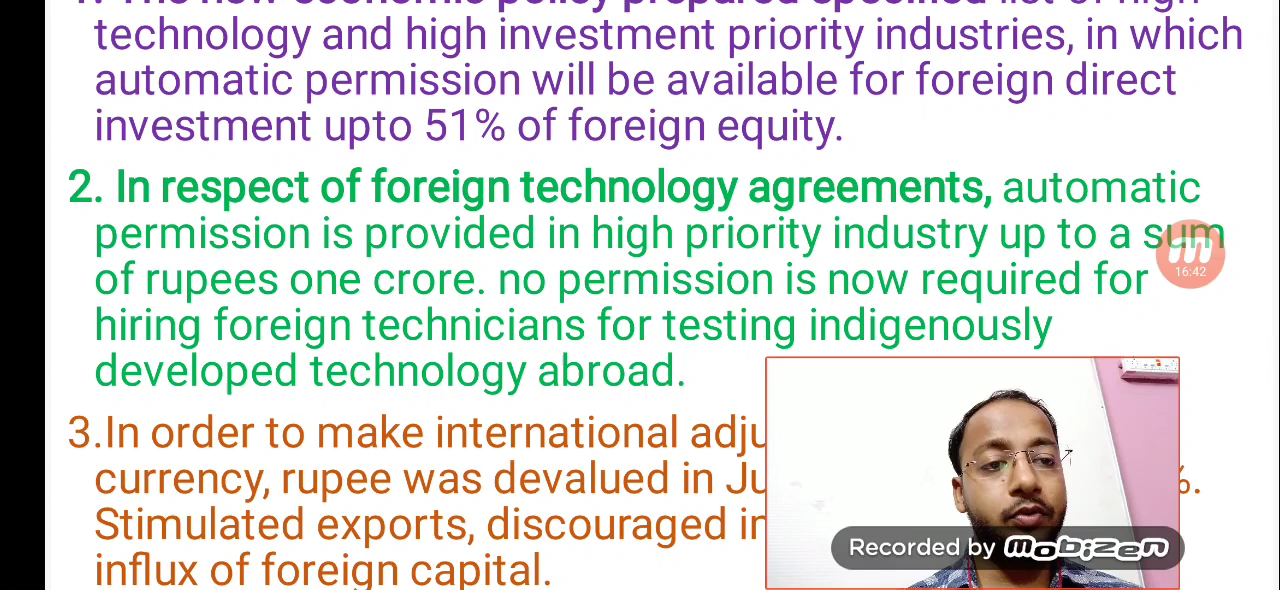 technology and high investment priority industries, in which
automatic permission will be available for foreign direct
investment upto 51% of foreign equity.
2. In respect of foreign technology agreements, automatic
permission is provided in high priority industry up to a sum
of rupees one crore. no permission is now required for
hiring foreign technicians for testing indigenously
developed technology abroad.
3.In order to make international
currency, rupee was devalued in
Stimulated exports, discouraged
influx of foreign capital.
16:42
Recorded by Mobizen